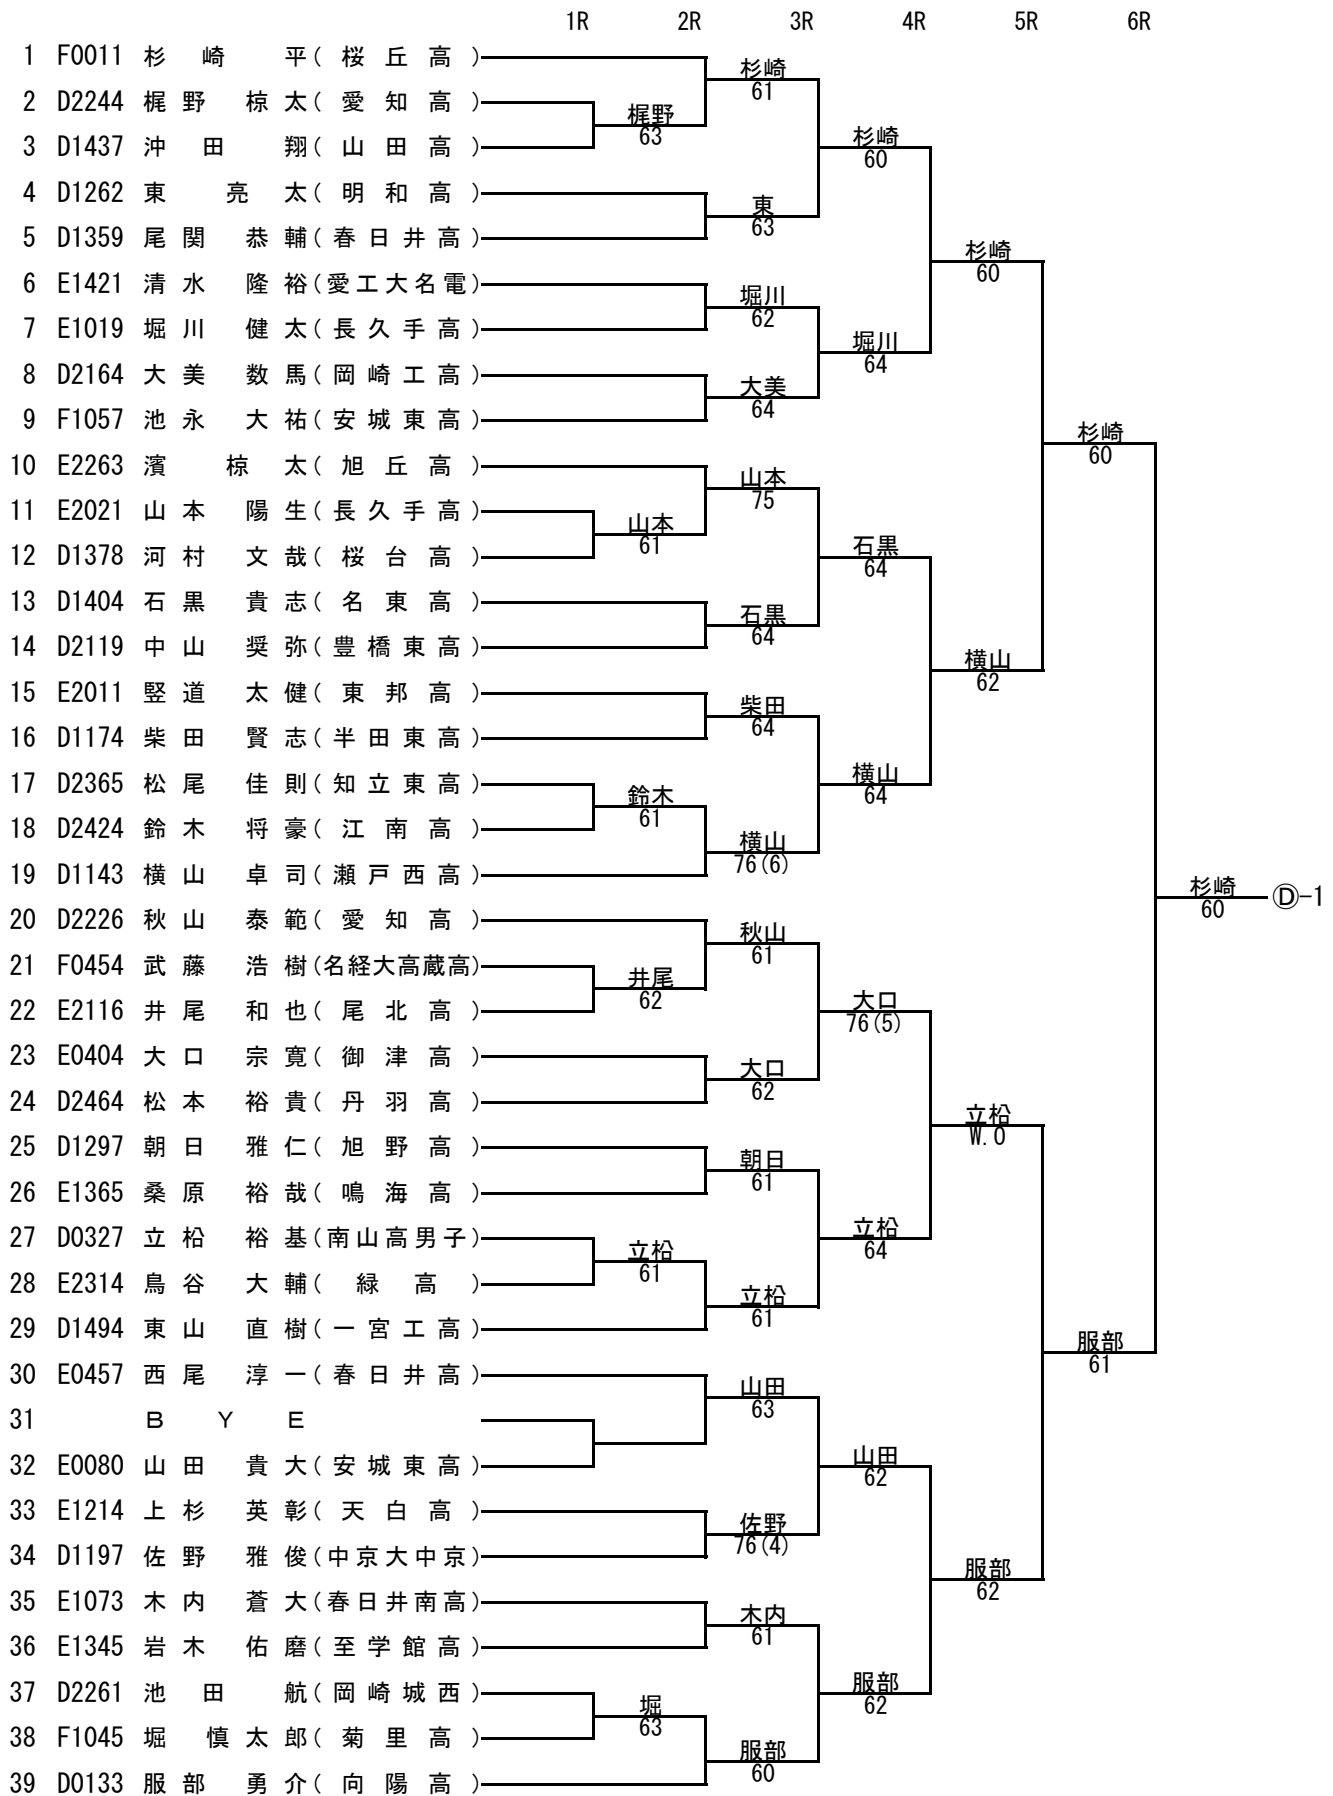 1R 2R 3R 4R 5R 6R
1 F0011 杉崎 平(桜丘高)
杉崎
61
2 D2244 梶野 椋太(愛知高)
梶野
63
3 D1437 沖田 翔(山田高)
杉崎
60
4 D1262 東 亮太(明和高)
東
63
5 D1359 尾関 恭輔(春日井高)
杉崎
60
6 E1421 清水 隆裕(愛工大名電)
堀川
62
7 E1019 堀川 健太(長久手高)
堀川
64
8 D2164 大美 数馬(岡崎工高)
大美
64
9 F1057 池永 大祐(安城東高)
杉崎
60
10 E2263 濱 椋太(旭丘高)
山本
75
11 E2021 山本 陽生(長久手高)
山本
61
12 D1378 河村 文哉(桜台高)
石黒
64
13 D1404 石黒 貴志(名東高)
石黒
64
14 D2119 中山 奨弥(豊橋東高)
横山
62
15 E2011 竪道 太健(東邦高)
柴田
64
16 D1174 柴田 賢志(半田東高)
横山
64
17 D2365 松尾 佳則(知立東高)
鈴木
61
18 D2424 鈴木 将豪(江南高)
横山
76(6)
19 D1143 横山 卓司(瀬戸西高)
杉崎 Ⓓ-1
60
20 D2226 秋山 泰範(愛知高)
秋山
61
21 F0454 武藤 浩樹(名経大高蔵高)
井尾
62
22 E2116 井尾 和也(尾北高)
大口
76(5)
23 E0404 大口 宗寛(御津高)
大口
62
24 D2464 松本 裕貴(丹羽高)
立松
W.O
25 D1297 朝日 雅仁(旭野高)
朝日
61
26 E1365 桑原 裕哉(鳴海高)
立松
64
27 D0327 立松 裕基(南山高男子)
立松
61
28 E2314 鳥谷 大輔(緑高)
立松
61
29 D1494 東山 直樹(一宮工高)
服部
61
30 E0457 西尾 淳一(春日井高)
山田
63
31 BYE
32 E0080 山田 貴大(安城東高)
山田
62
33 E1214 上杉 英彰(天白高)
佐野
76(4)
34 D1197 佐野 雅俊(中京大中京)
服部
62
35 E1073 木内 蒼大(春日井南高)
木内
61
36 E1345 岩木 佑磨(至学館高)
服部
62
37 D2261 池田 航(岡崎城西)
堀
63
38 F1045 堀 慎太郎(菊里高)
服部
60
39 D0133 服部 勇介(向陽高)